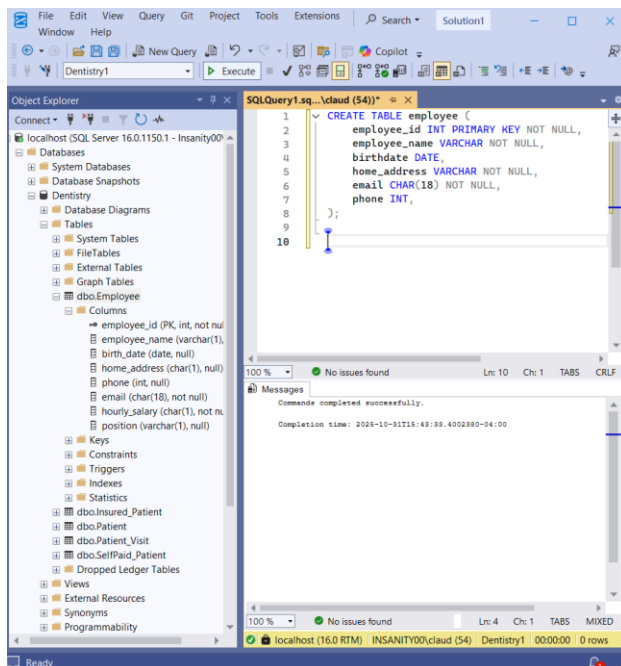 File Edit View Query Git Project Tools Extensions Search Solution1
Window Help
New Query Copilot
Dentistry1 Execute
Object Explorer
Connect
localhost (SQL Server 16.0.1150.1 - Insanity00\
Databases
System Databases
Database Snapshots
Dentistry
Database Diagrams
Tables
System Tables
FileTables
External Tables
Graph Tables
dbo.Employee
Columns
employee_id (PK, int, not nul
employee_name (varchar(1),
birth_date (date, null)
home_address (char(1), null)
phone (int, null)
email (char(18), not null)
hourly_salary (char(1), not nu
position (varchar(1), null)
Keys
Constraints
Triggers
Indexes
Statistics
dbo.Insured_Patient
dbo.Patient
dbo.Patient_Visit
dbo.SelfPaid_Patient
Dropped Ledger Tables
Views
External Resources
Synonyms
Programmability
SQLQuery1.sq...\claud (54))*
1 CREATE TABLE employee (
2 employee_id INT PRIMARY KEY NOT NULL,
3 employee_name VARCHAR NOT NULL,
4 birthdate DATE,
5 home_address VARCHAR NOT NULL,
6 email CHAR(18) NOT NULL,
7 phone INT,
8 );
9
10
100 % No issues found Ln: 10 Ch: 1 TABS CRLF
Messages
Commands completed successfully.
Completion time: 2025-10-31T15:43:33.4002380-04:00
100 % No issues found Ln: 4 Ch: 1 TABS MIXED
localhost (16.0 RTM) INSANITY00\claud (54) Dentistry1 00:00:00 0 rows
Ready